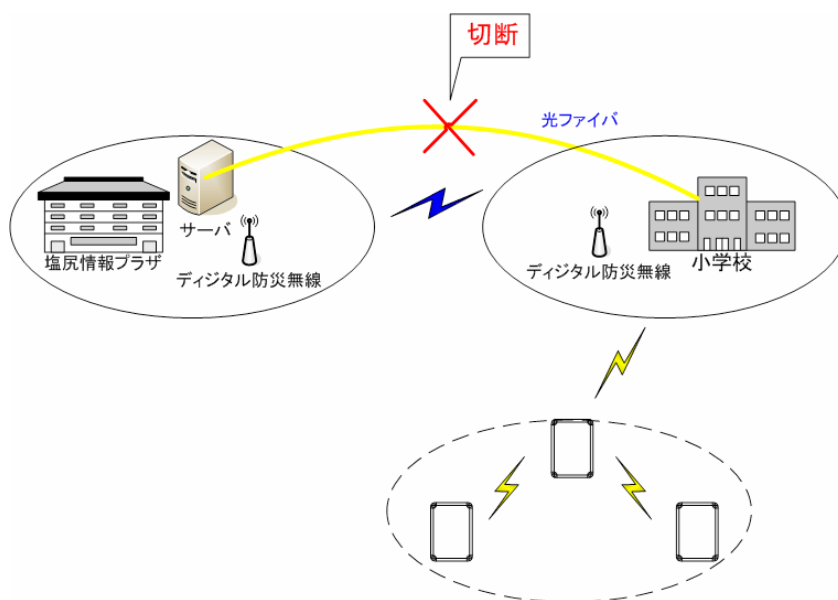 切断
光ファイバ
サーバ
塩尻情報プラザ
ディジタル防災無線
ディジタル防災無線
小学校